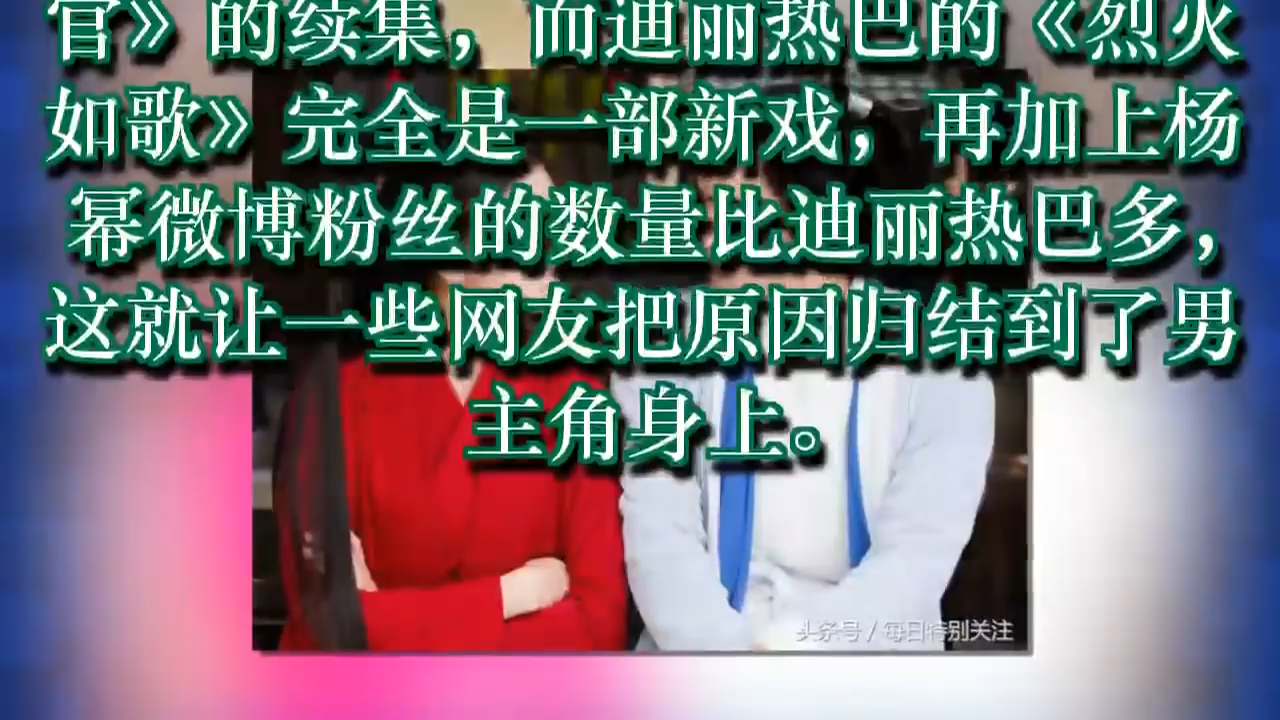 官》的续集，而迪丽热巴的《烈火
如歌》完全是一部新戏，再加上杨
幂微博粉丝的数量比迪丽热巴多，
这就让一些网友把原因归结到了男
主角身上。
头条号 / 每日特别关注